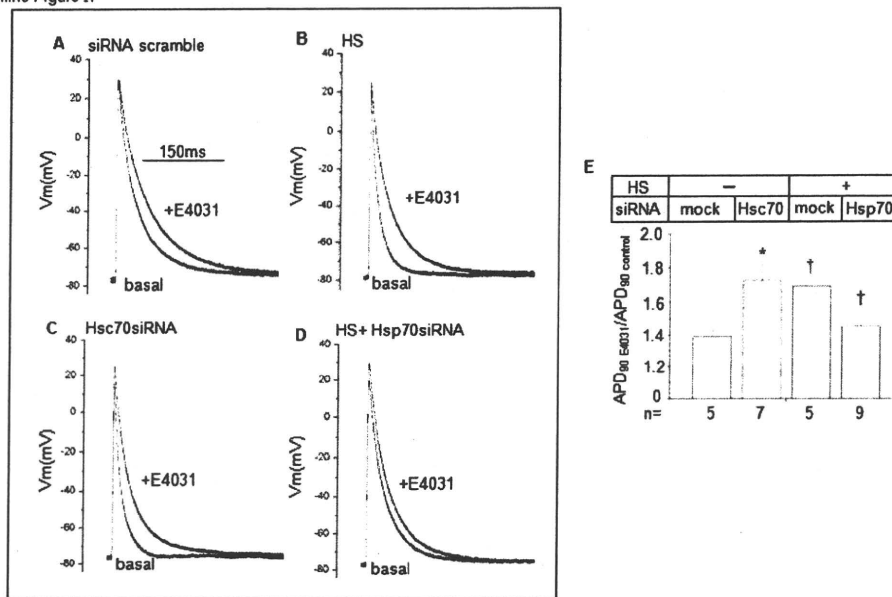 A siRNA scramble
40
20
0
-20
-40
-60
-80
Vm(mV)
150ms
+E4031
basal
B HS
40
20
0
-20
-40
-60
-80
Vm(mV)
+E4031
basal
C Hsc70siRNA
40
20
0
-20
-40
-60
-80
Vm(mV)
+E4031
basal
D HS+ Hsp70siRNA
40
20
0
-20
-40
-60
-80
Vm(mV)
+E4031
basal
E
HS − +
siRNA mock Hsc70 mock Hsp70
APD90 E4031/APD90 control
2.0
1.8
1.6
1.4
1.2
0
* † †
n= 5 7 5 9